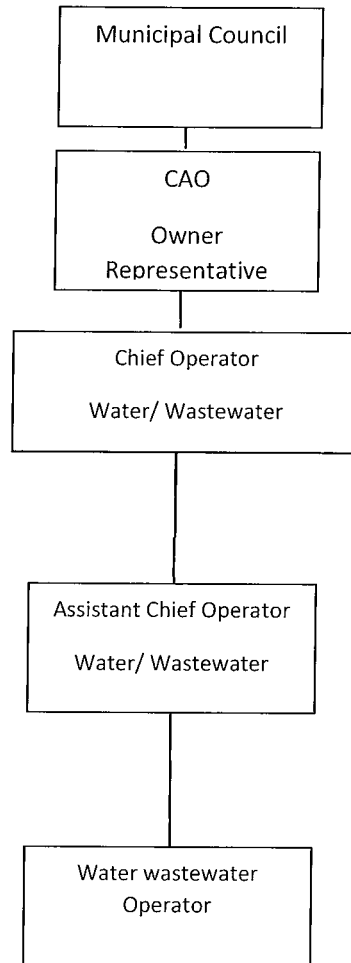 Municipal Council
CAO
Owner
Representative
Chief Operator
Water/ Wastewater
Assistant Chief Operator
Water/ Wastewater
Water wastewater
Operator